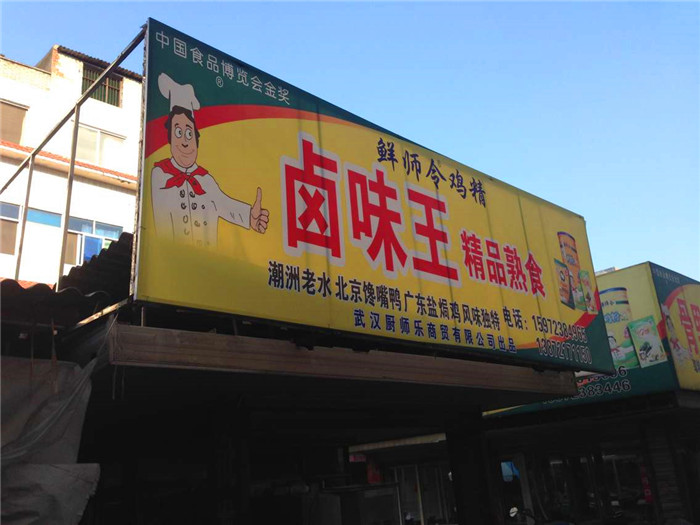 中国食品博览会金奖
®
鲜师令鸡精
卤味王 精品熟食
潮洲老水 北京馋嘴鸭 广东盐焗鸡风味独特 电话：
武汉厨师乐商贸有限公司出品
383446